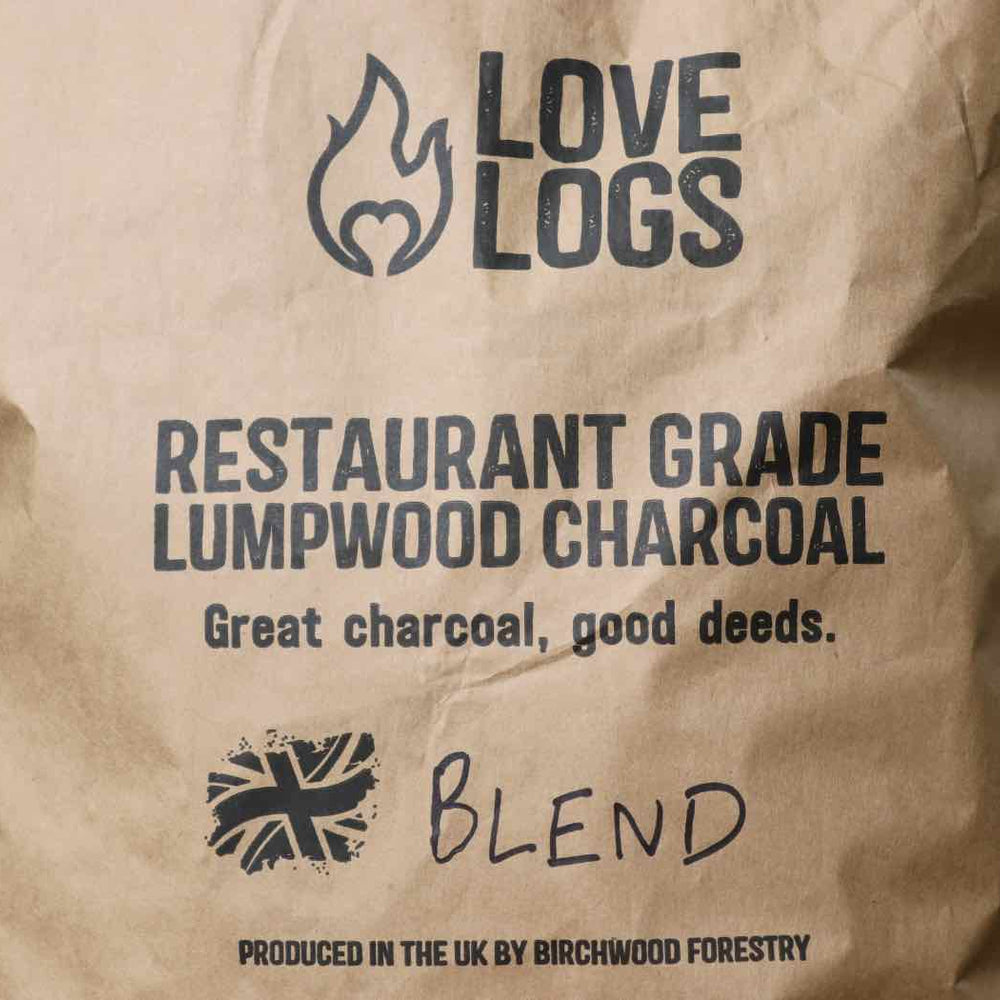 LOVE
LOGS
RESTAURANT GRADE
LUMPWOOD CHARCOAL
Great charcoal, good deeds.
BLEND
PRODUCED IN THE UK BY BIRCHWOOD FORESTRY